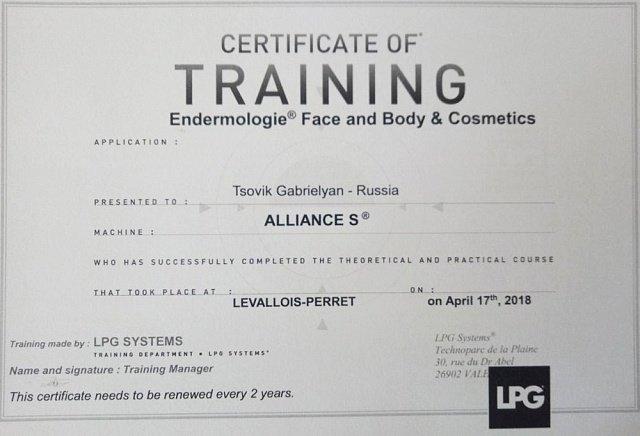 CERTIFICATE OF*
TRAINING
Endermologie® Face and Body & Cosmetics
APPLICATION :
Tsovik Gabrielyan - Russia
PRESENTED TO :
ALLIANCE S®
MACHINE :
WHO HAS SUCCESSFULLY COMPLETED THE THEORETICAL AND PRACTICAL COURSE
THAT TOOK PLACE AT : ON :
LEVALLOIS-PERRET on April 17th, 2018
Training made by : LPG SYSTEMS
TRAINING DEPARTMENT • LPG SYSTEMS®
Name and signature : Training Manager
This certificate needs to be renewed every 2 years.
LPG Systems®
Technoparc de la Plaine
30, rue du Dr Abel
26902
LPG